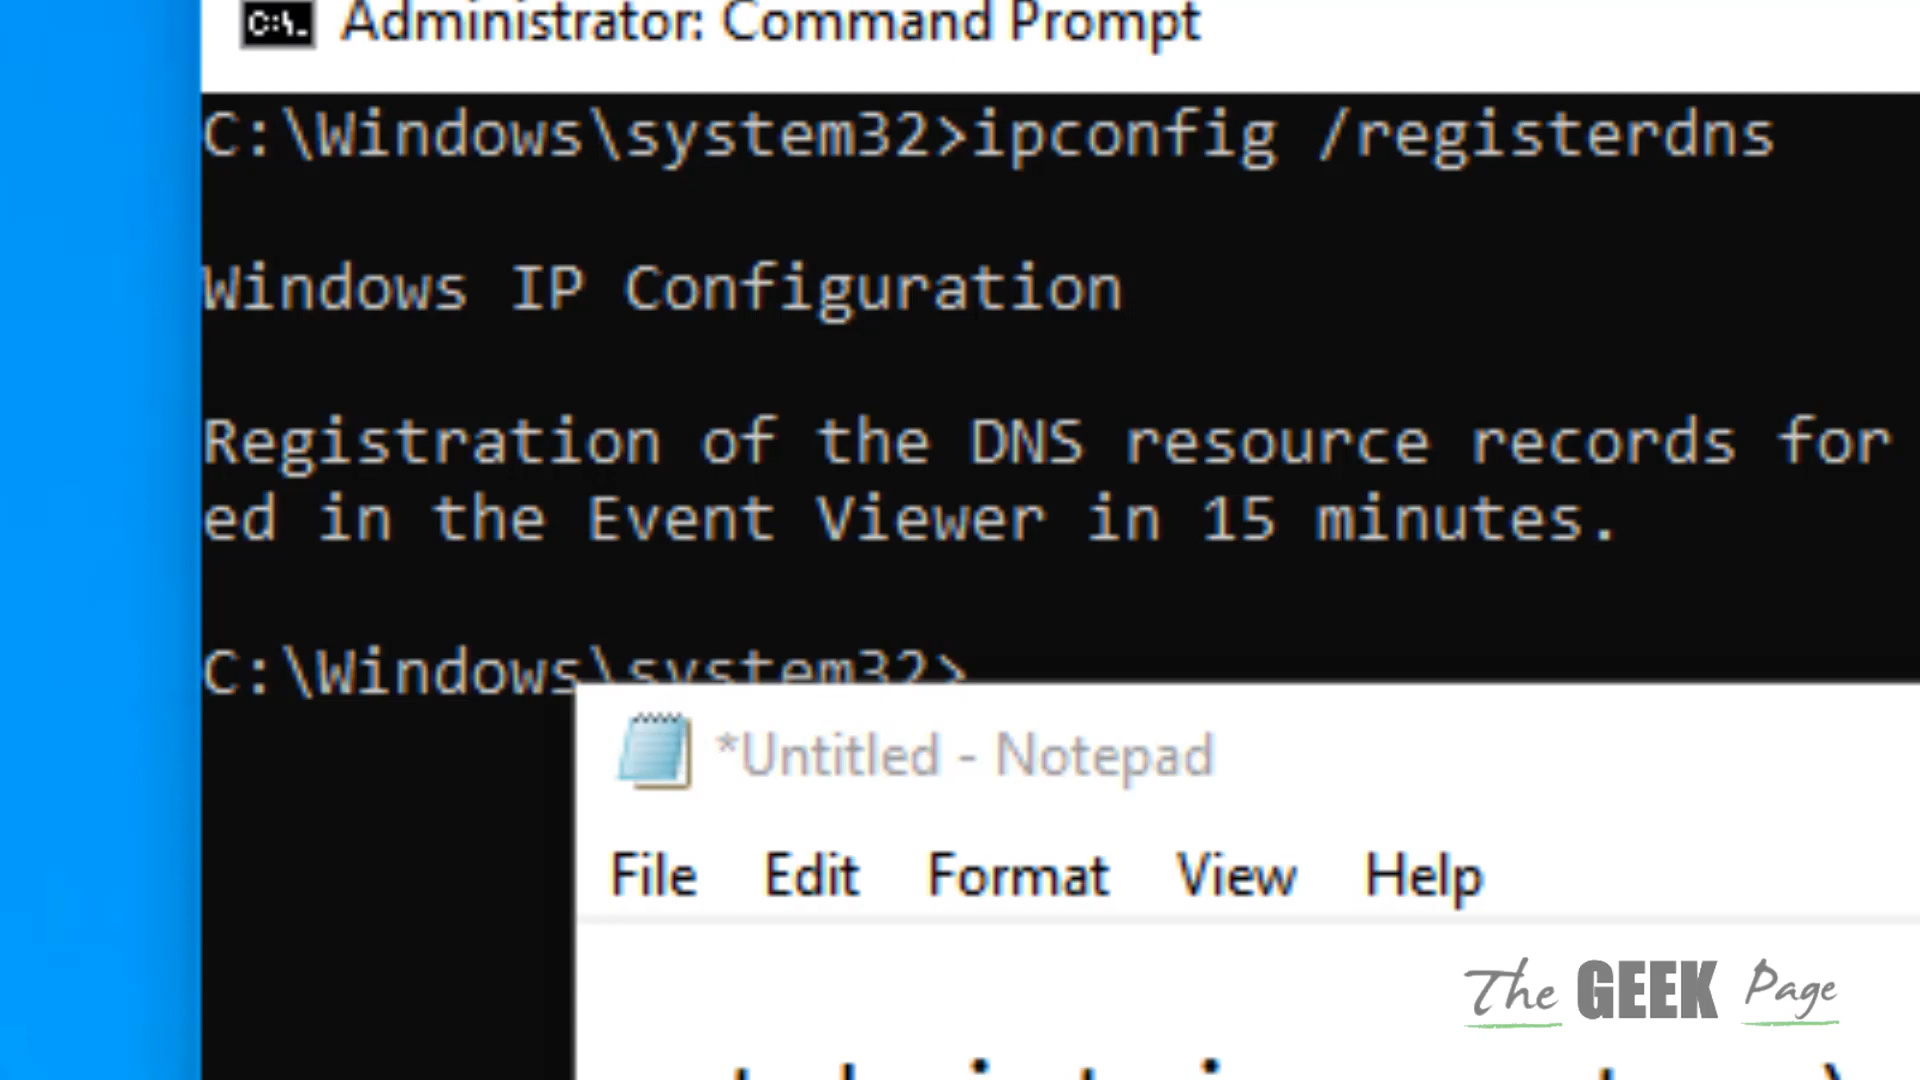 C:\. Administrator: Command Prompt
C:\Windows\system32>ipconfig /registerdns
Windows IP Configuration
Registration of the DNS resource records for
ed in the Event Viewer in 15 minutes.
C:\Windows\system32>
*Untitled - Notepad
File Edit Format View Help
The GEEK Page